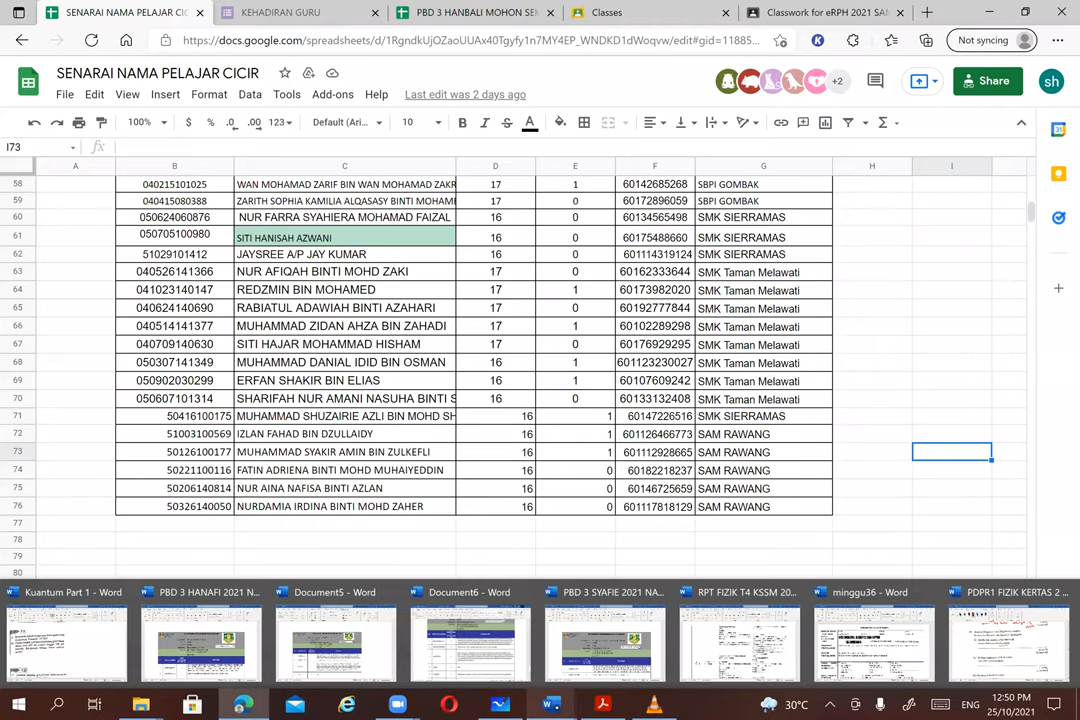 SENARAI NAMA PELAJAR CIC
KEHADIRAN GURU
PBD 3 HANBALI MOHON SE
Classes
Classwork for eRPH 2021 SA
https://docs.google.com/spreadsheets/d/1RgndkUjOZaoUUAx40Tgyfy1n7MY4EP_WNDKD1dWoqvw/edit#gid=11885...
Not syncing
SENARAI NAMA PELAJAR CICIR
+2
Share
sh
File Edit View Insert Format Data Tools Add-ons Help Last edit was 2 days ago
100% $ % .0 .00 123 Default (Ari... 10 B I S A
I73 fx
A B C D E F G H I
58 040215101025 WAN MOHAMAD ZARIF BIN WAN MOHAMAD ZAKR 17 1 60142685268 SBPI GOMBAK
59 040415080388 ZARITH SOPHIA KAMILIA ALQASASY BINTI MOHAME 17 0 60172896059 SBPI GOMBAK
60 050624060876 NUR FARRA SYAHIERA MOHAMAD FAIZAL 16 0 60134565498 SMK SIERRAMAS
61 050705100980 SITI HANISAH AZWANI 16 0 60175488660 SMK SIERRAMAS
62 51029101412 JAYSREE A/P JAY KUMAR 16 0 601114319124 SMK SIERRAMAS
63 040526141366 NUR AFIQAH BINTI MOHD ZAKI 17 0 60162333644 SMK Taman Melawati
64 041023140147 REDZMIN BIN MOHAMED 17 1 60173982020 SMK Taman Melawati
65 040624140690 RABIATUL ADAWIAH BINTI AZAHARI 17 0 60192777844 SMK Taman Melawati
66 040514141377 MUHAMMAD ZIDAN AHZA BIN ZAHADI 17 1 60102289298 SMK Taman Melawati
67 040709140630 SITI HAJAR MOHAMMAD HISHAM 17 0 60176929295 SMK Taman Melawati
68 050307141349 MUHAMMAD DANIAL IDID BIN OSMAN 16 1 601123230027 SMK Taman Melawati
69 050902030299 ERFAN SHAKIR BIN ELIAS 16 1 60107609242 SMK Taman Melawati
70 050607101314 SHARIFAH NUR AMANI NASUHA BINTI S 16 0 60133132408 SMK Taman Melawati
71 50416100175 MUHAMMAD SHUZAIRIE AZLI BIN MOHD SH 16 1 60147226516 SMK SIERRAMAS
72 51003100569 IZLAN FAHAD BIN DZULLAIDY 16 1 601126466773 SAM RAWANG
73 50126100177 MUHAMMAD SYAKIR AMIN BIN ZULKEFLI 16 1 601112928665 SAM RAWANG
74 50221100116 FATIN ADRIENA BINTI MOHD MUHAIYEDDIN 16 0 60182218237 SAM RAWANG
75 50206140814 NUR AINA NAFISA BINTI AZLAN 16 0 60146725659 SAM RAWANG
76 50326140050 NURDAMIA IRDINA BINTI MOHD ZAHER 16 0 601117818129 SAM RAWANG
77
78
79
80
Kuantum Part 1 - Word
PBD 3 HANAFI 2021 N...
Document5 - Word
Document6 - Word
PBD 3 SYAFIE 2021 NA...
RPT FIZIK T4 KSSM 20...
minggu36 - Word
PDPR1 FIZIK KERTAS 2 ...
30°C ENG 12:50 PM
25/10/2021